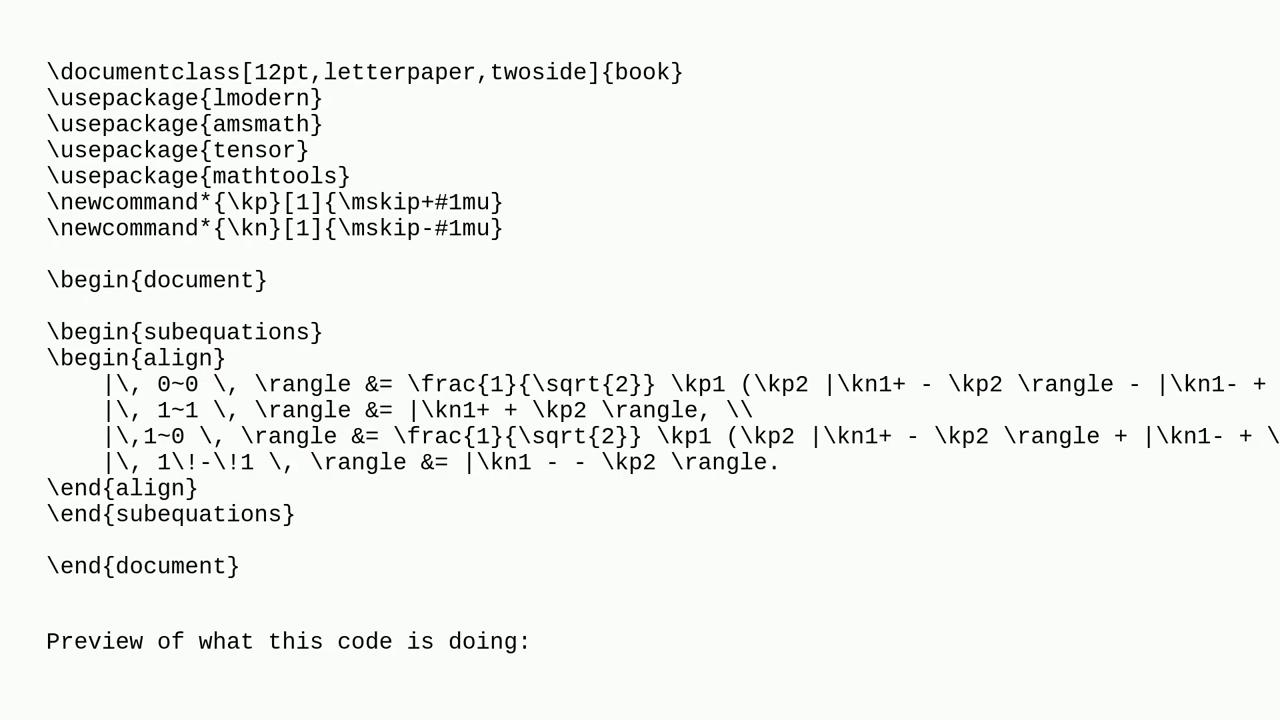 \documentclass[12pt,letterpaper,twoside]{book}
\usepackage{lmodern}
\usepackage{amsmath}
\usepackage{tensor}
\usepackage{mathtools}
\newcommand*{\kp}[1]{\mskip+#1mu}
\newcommand*{\kn}[1]{\mskip-#1mu}
\begin{document}
\begin{subequations}
\begin{align}
|\, 0~0 \, \rangle &= \frac{1}{\sqrt{2}} \kp1 (\kp2 |\kn1+ - \kp2 \rangle - |\kn1- +
|\, 1~1 \, \rangle &= |\kn1+ + \kp2 \rangle, \\
|\,1~0 \, \rangle &= \frac{1}{\sqrt{2}} \kp1 (\kp2 |\kn1+ - \kp2 \rangle + |\kn1- + \
|\, 1\!-\!1 \, \rangle &= |\kn1 - - \kp2 \rangle.
\end{align}
\end{subequations}
\end{document}
Preview of what this code is doing: